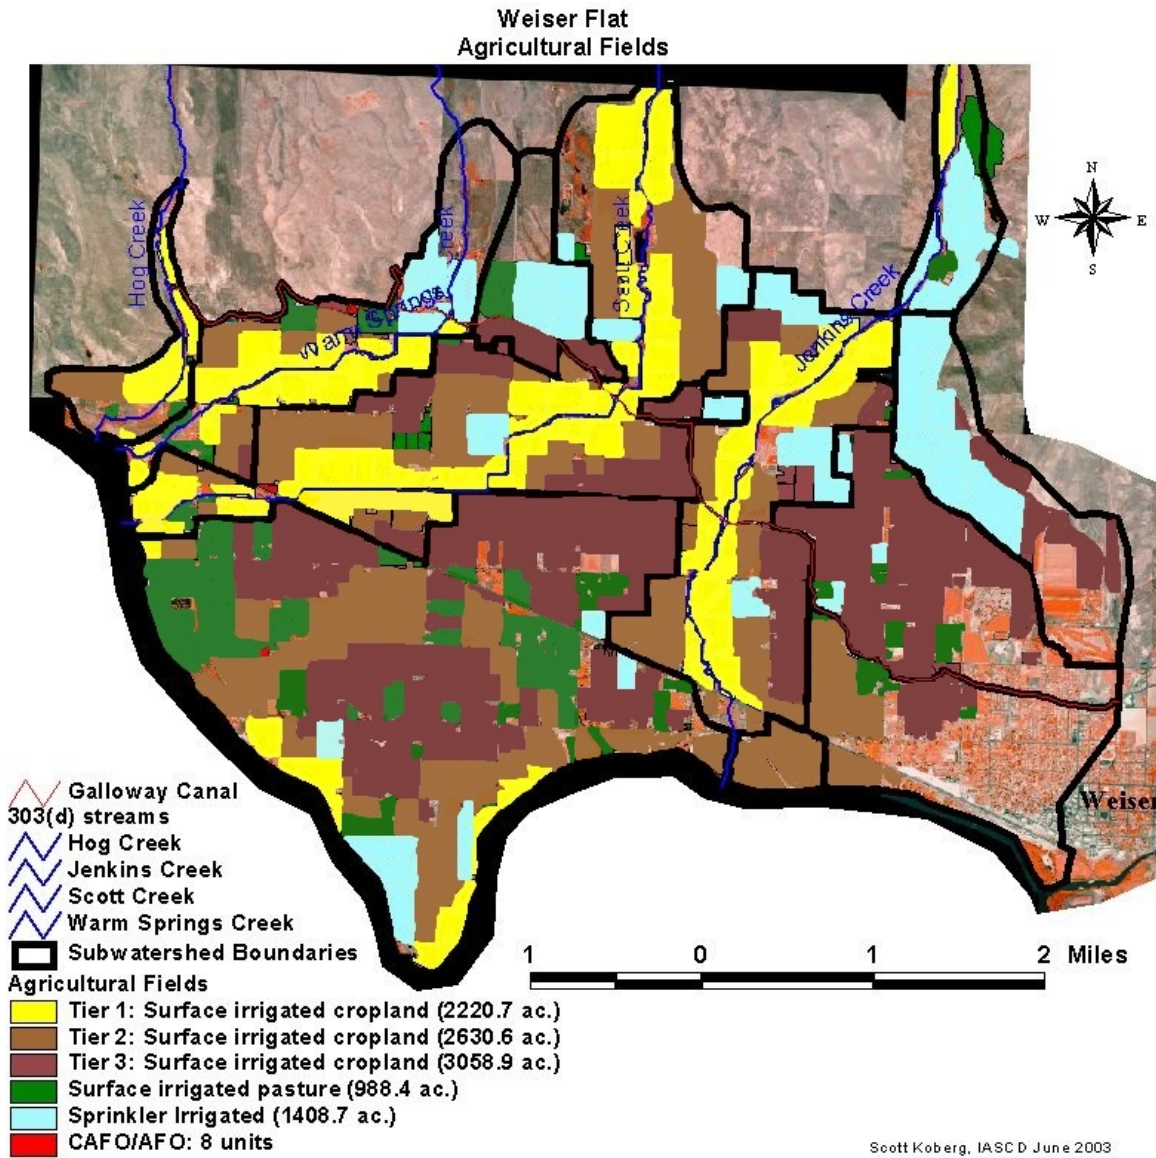 Weiser Flat
Agricultural Fields
N
W E
S
Hog Creek
Warm Springs Creek
Scott Creek
Jenkins Creek
Weiser
Galloway Canal
303(d) streams
Hog Creek
Jenkins Creek
Scott Creek
Warm Springs Creek
Subwatershed Boundaries
Agricultural Fields
Tier 1: Surface irrigated cropland (2220.7 ac.)
Tier 2: Surface irrigated cropland (2630.6 ac.)
Tier 3: Surface irrigated cropland (3058.9 ac.)
Surface irrigated pasture (988.4 ac.)
Sprinkler Irrigated (1408.7 ac.)
CAFO/AFO: 8 units
1 0 1 2 Miles
Scott Koberg, IASCD June 2003